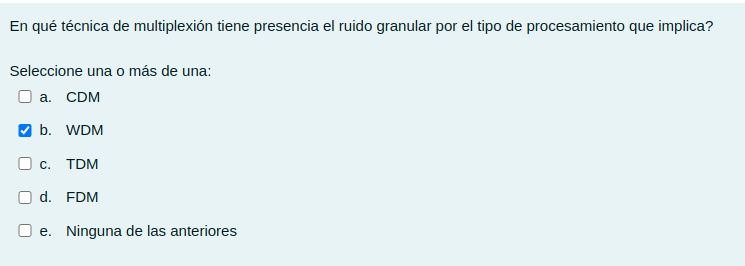 En qué técnica de multiplexión tiene presencia el ruido granular por el tipo de procesamiento que implica?
Seleccione una o más de una:
a. CDM
b. WDM
c. TDM
d. FDM
e. Ninguna de las anteriores